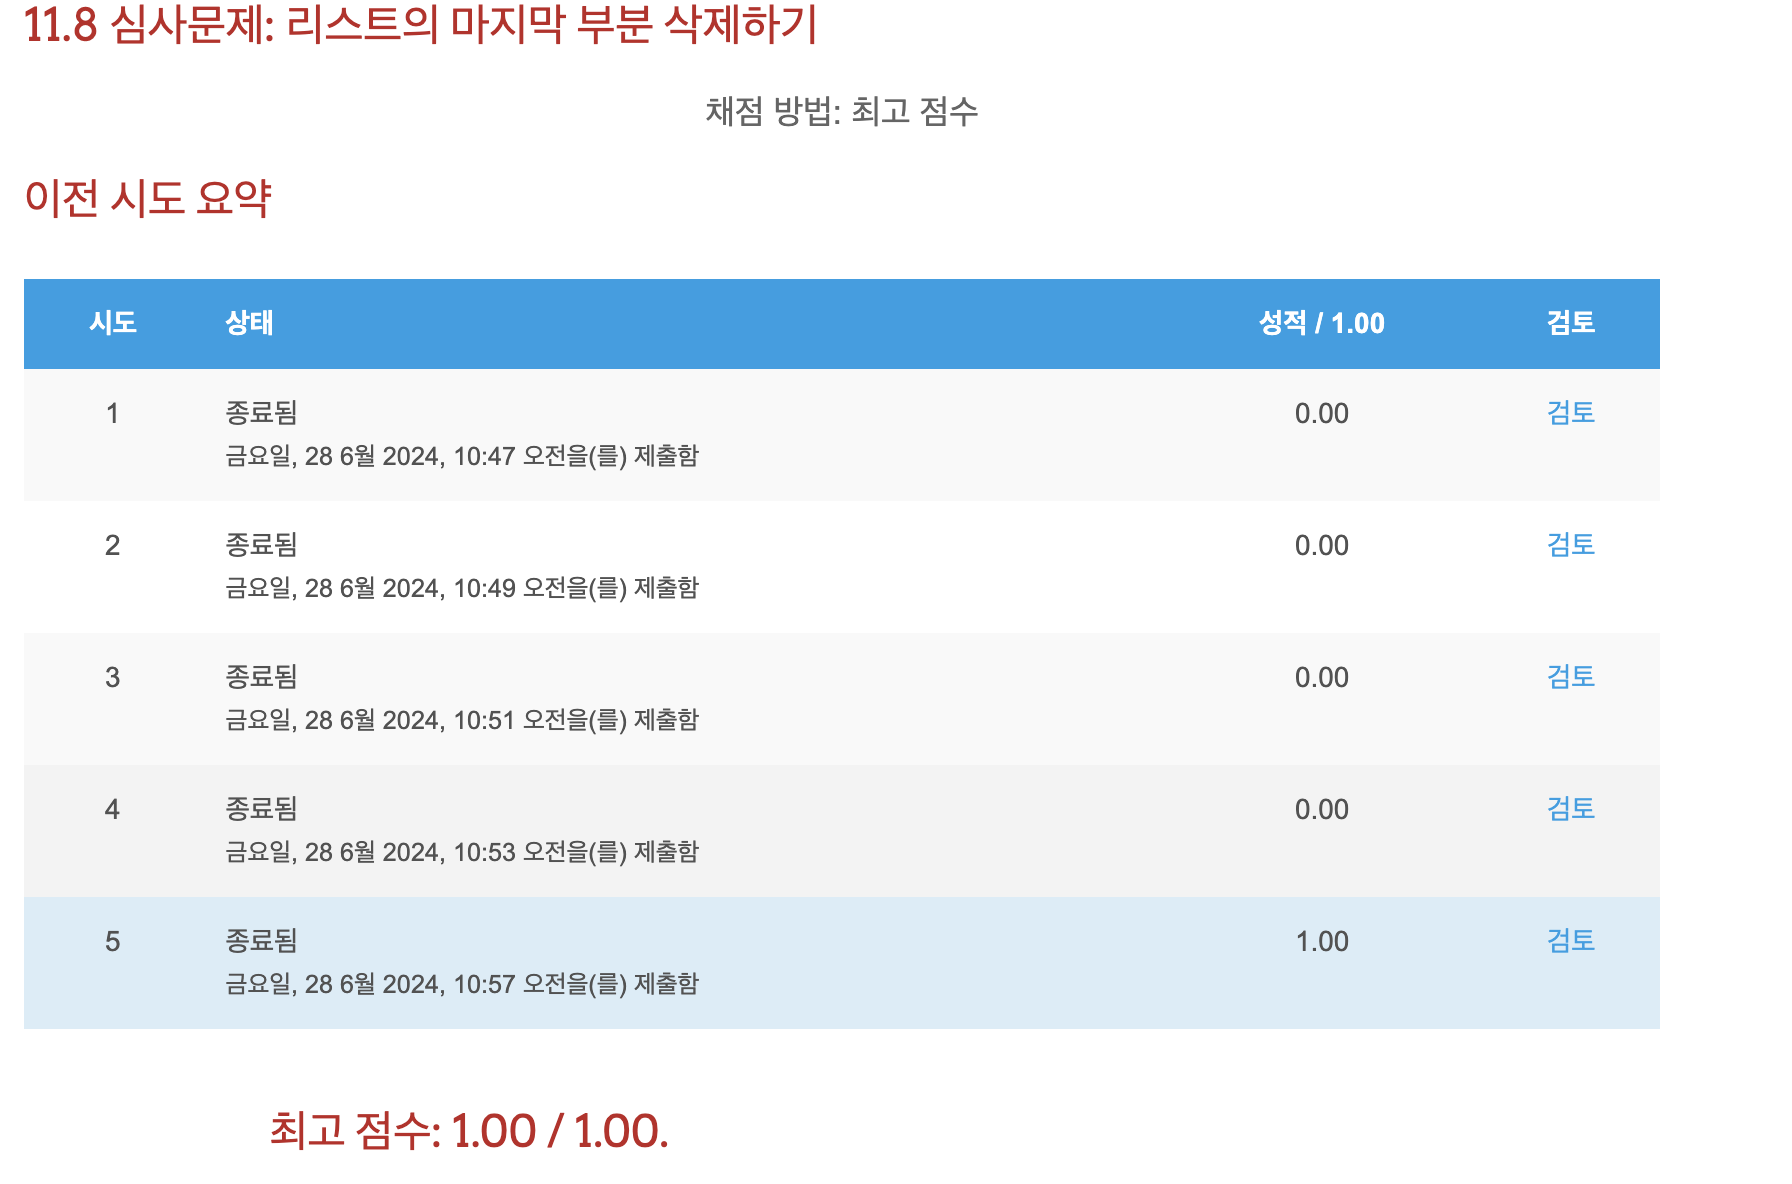 11.8 심사문제: 리스트의 마지막 부분 삭제하기
채점 방법: 최고 점수
이전 시도 요약
시도 상태 성적 / 1.00 검토
1 종료됨 0.00 검토
금요일, 28 6월 2024, 10:47 오전을(를) 제출함
2 종료됨 0.00 검토
금요일, 28 6월 2024, 10:49 오전을(를) 제출함
3 종료됨 0.00 검토
금요일, 28 6월 2024, 10:51 오전을(를) 제출함
4 종료됨 0.00 검토
금요일, 28 6월 2024, 10:53 오전을(를) 제출함
5 종료됨 1.00 검토
금요일, 28 6월 2024, 10:57 오전을(를) 제출함
최고 점수: 1.00 / 1.00.